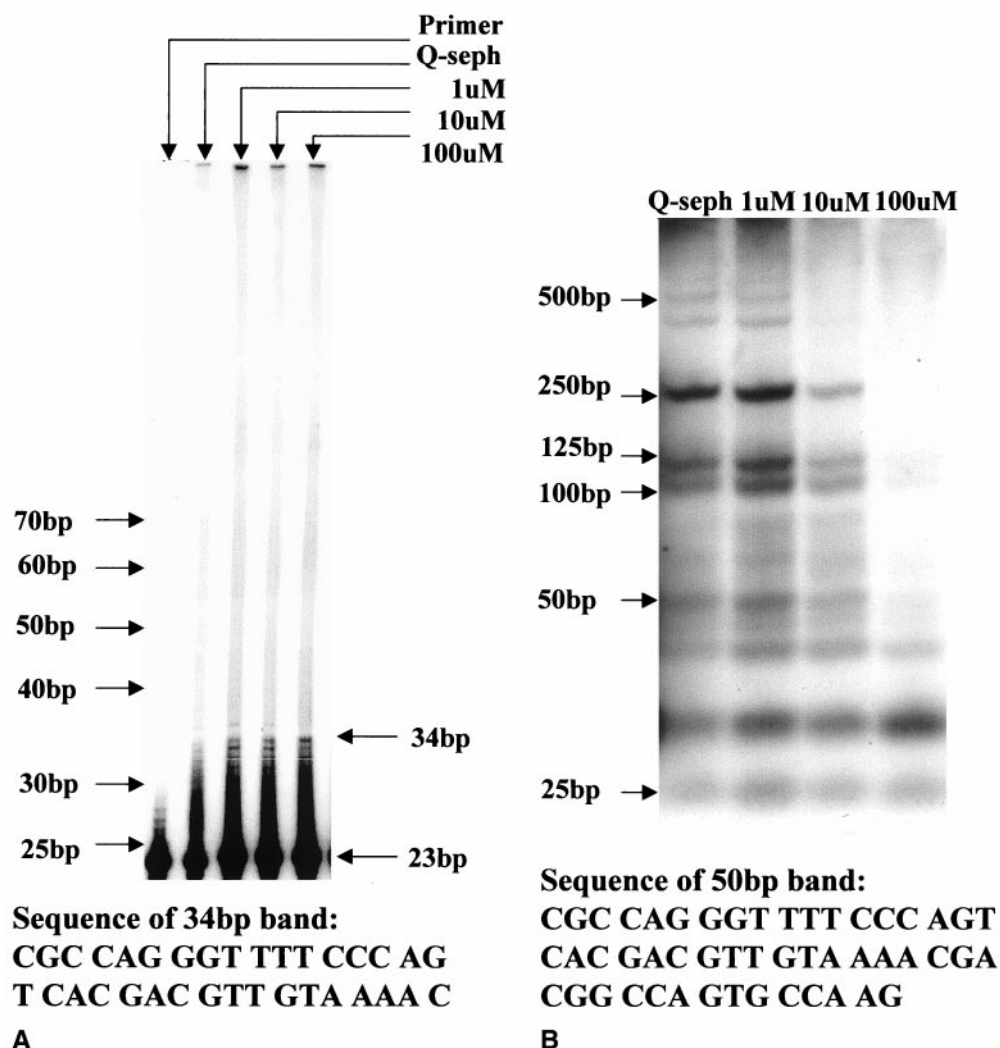 Primer
Q-seph
1uM
10uM
100uM
70bp
60bp
50bp
40bp
34bp
30bp
25bp
23bp
Sequence of 34bp band:
CGC CAG GGT TTT CCC AG
T CAC GAC GTT GTA AAA C
A
Q-seph 1uM 10uM 100uM
500bp
250bp
125bp
100bp
50bp
25bp
Sequence of 50bp band:
CGC CAG GGT TTT CCC AGT
CAC GAC GTT GTA AAA CGA
CGG CCA GTG CCA AG
B